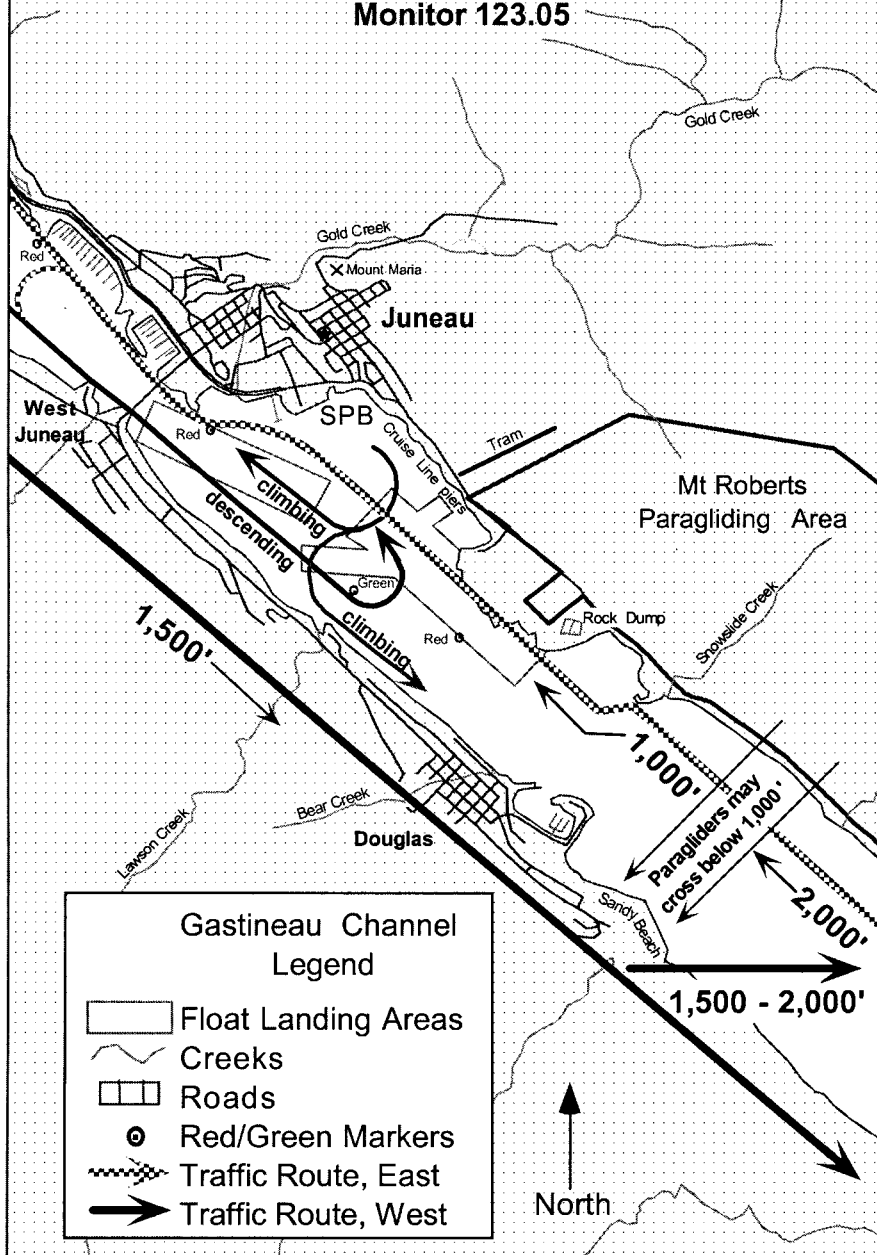 Monitor 123.05
Gold Creek
Gold Creek
Red
Mount Maria
Juneau
West
Juneau
SPB
Red
Cruise Line piers
Tram
climbing
descending
Mt Roberts
Paragliding Area
Green
climbing
Red
Rock Dump
Snowslide Creek
1,500'
1,000'
Lawson Creek
Bear Creek
Douglas
Paragliders may
cross below 1,000'
2,000'
Sandy Beach
1,500 - 2,000'
Gastineau Channel
Legend
Float Landing Areas
Creeks
Roads
Red/Green Markers
Traffic Route, East
Traffic Route, West
North